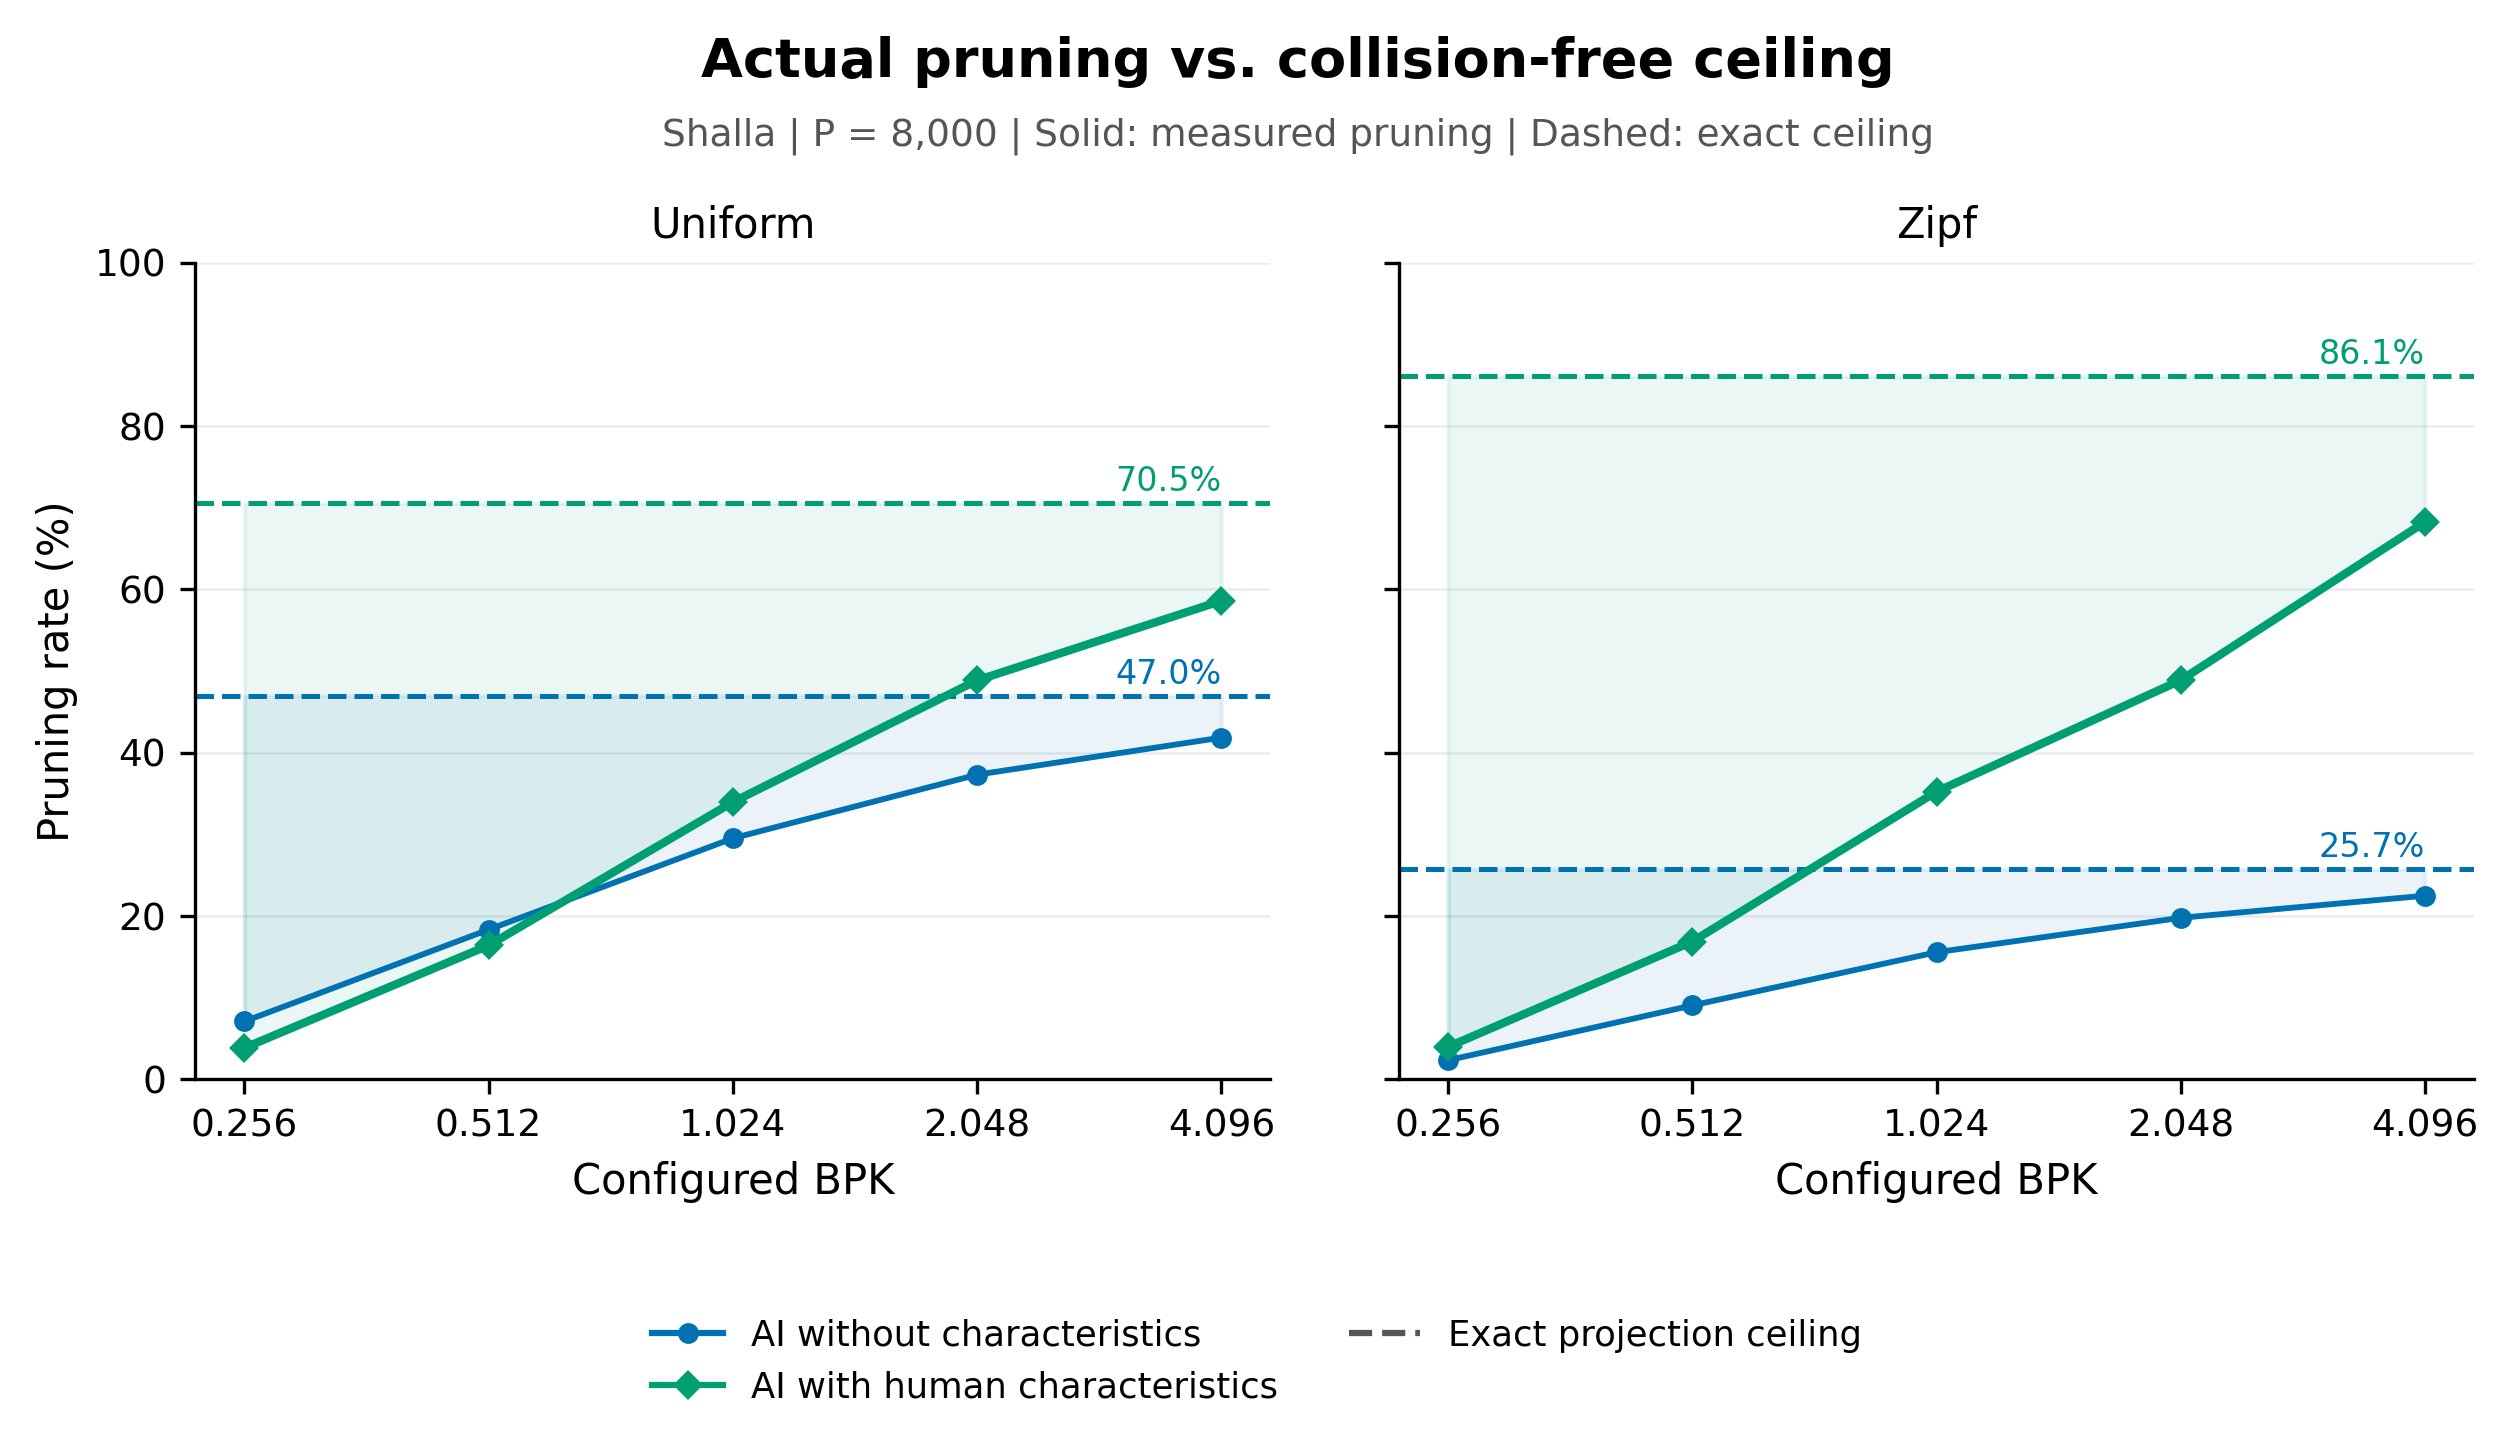 Actual pruning vs. collision-free ceiling
Shalla | P = 8,000 | Solid: measured pruning | Dashed: exact ceiling
Uniform
Pruning rate (%)
100
80
60
40
20
0
70.5%
47.0%
0.256 0.512 1.024 2.048 4.096
Configured BPK
Zipf
86.1%
25.7%
0.256 0.512 1.024 2.048 4.096
Configured BPK
AI without characteristics
AI with human characteristics
Exact projection ceiling